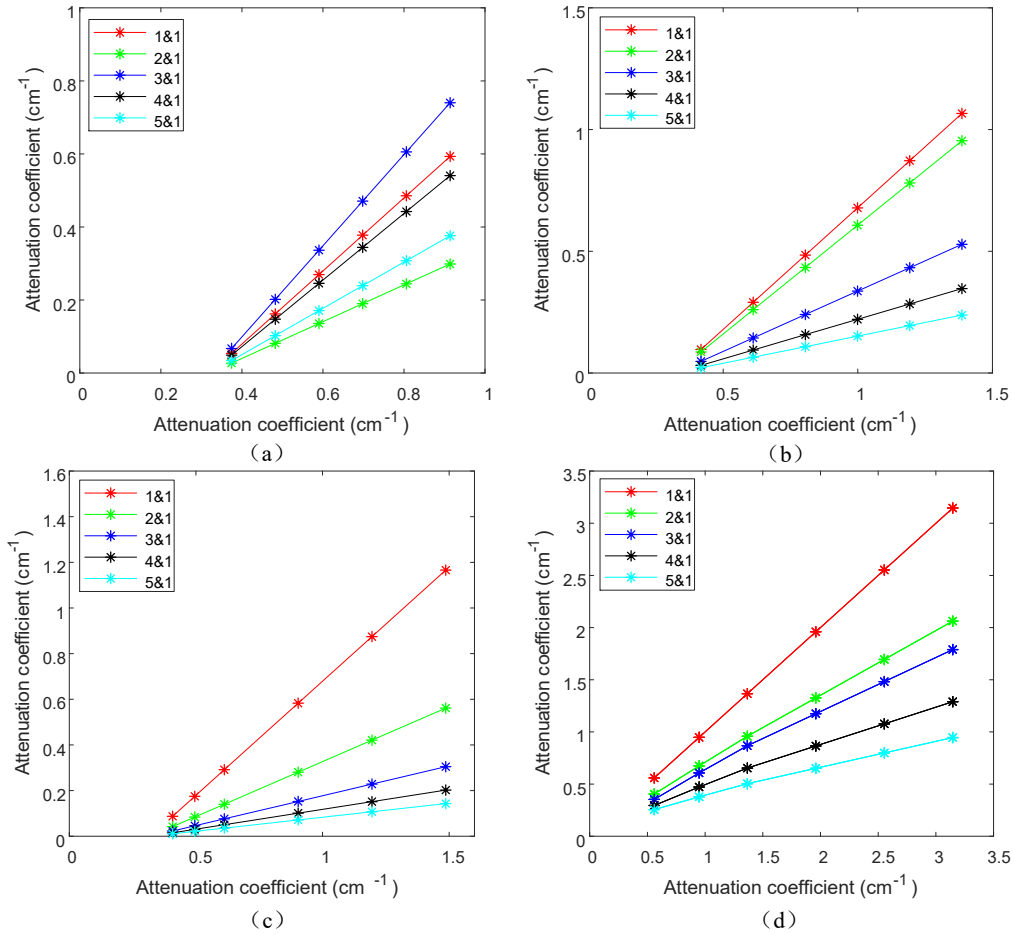 1
0.8
0.6
0.4
0.2
0
Attenuation coefficient (cm⁻¹)
1&1
2&1
3&1
4&1
5&1
0 0.2 0.4 0.6 0.8 1
Attenuation coefficient (cm⁻¹ )
（a）
1.5
1
0.5
0
Attenuation coefficient (cm⁻¹)
1&1
2&1
3&1
4&1
5&1
0 0.5 1 1.5
Attenuation coefficient (cm⁻¹)
（b）
1.6
1.4
1.2
1
0.8
0.6
0.4
0.2
0
Attenuation coefficient (cm⁻¹)
1&1
2&1
3&1
4&1
5&1
0 0.5 1 1.5
Attenuation coefficient (cm ⁻¹)
（c）
3.5
3
2.5
2
1.5
1
0.5
0
Attenuation coefficient (cm⁻¹)
1&1
2&1
3&1
4&1
5&1
0 0.5 1 1.5 2 2.5 3 3.5
Attenuation coefficient (cm⁻¹)
（d）